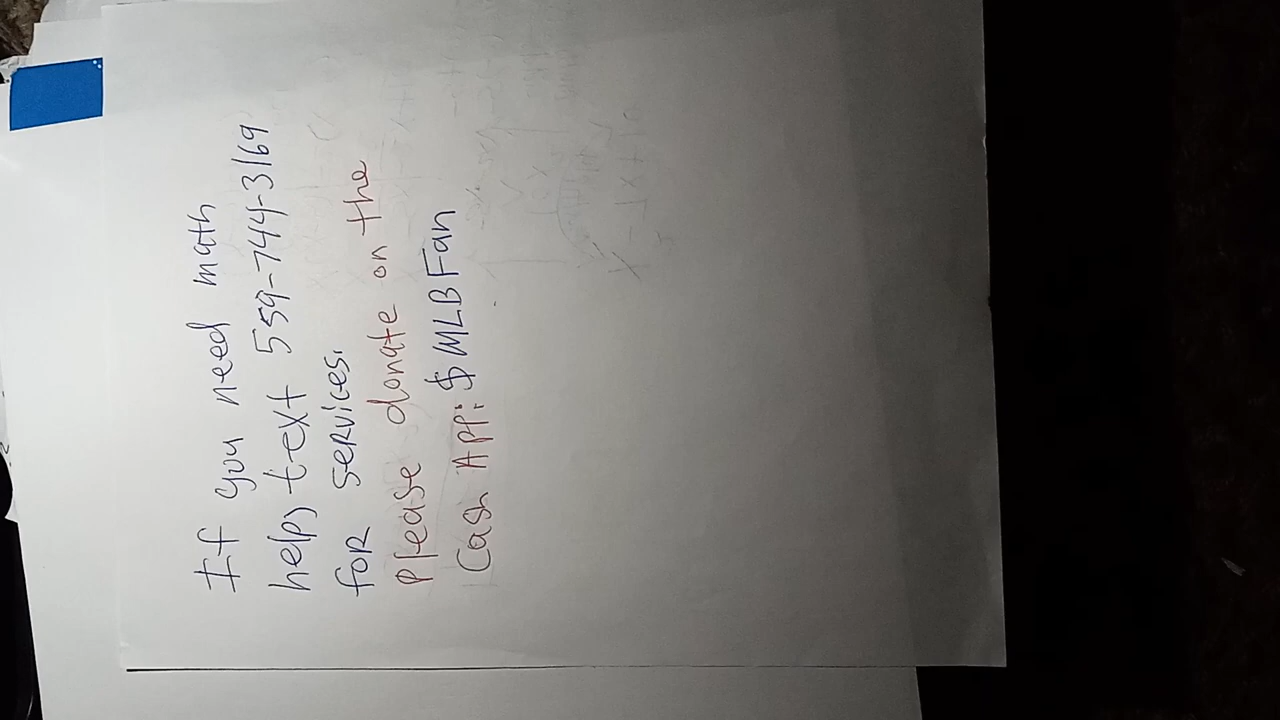 If you need math
help, text 559-744-3169
for services.
Please donate on the
Cash App: $MLBFan